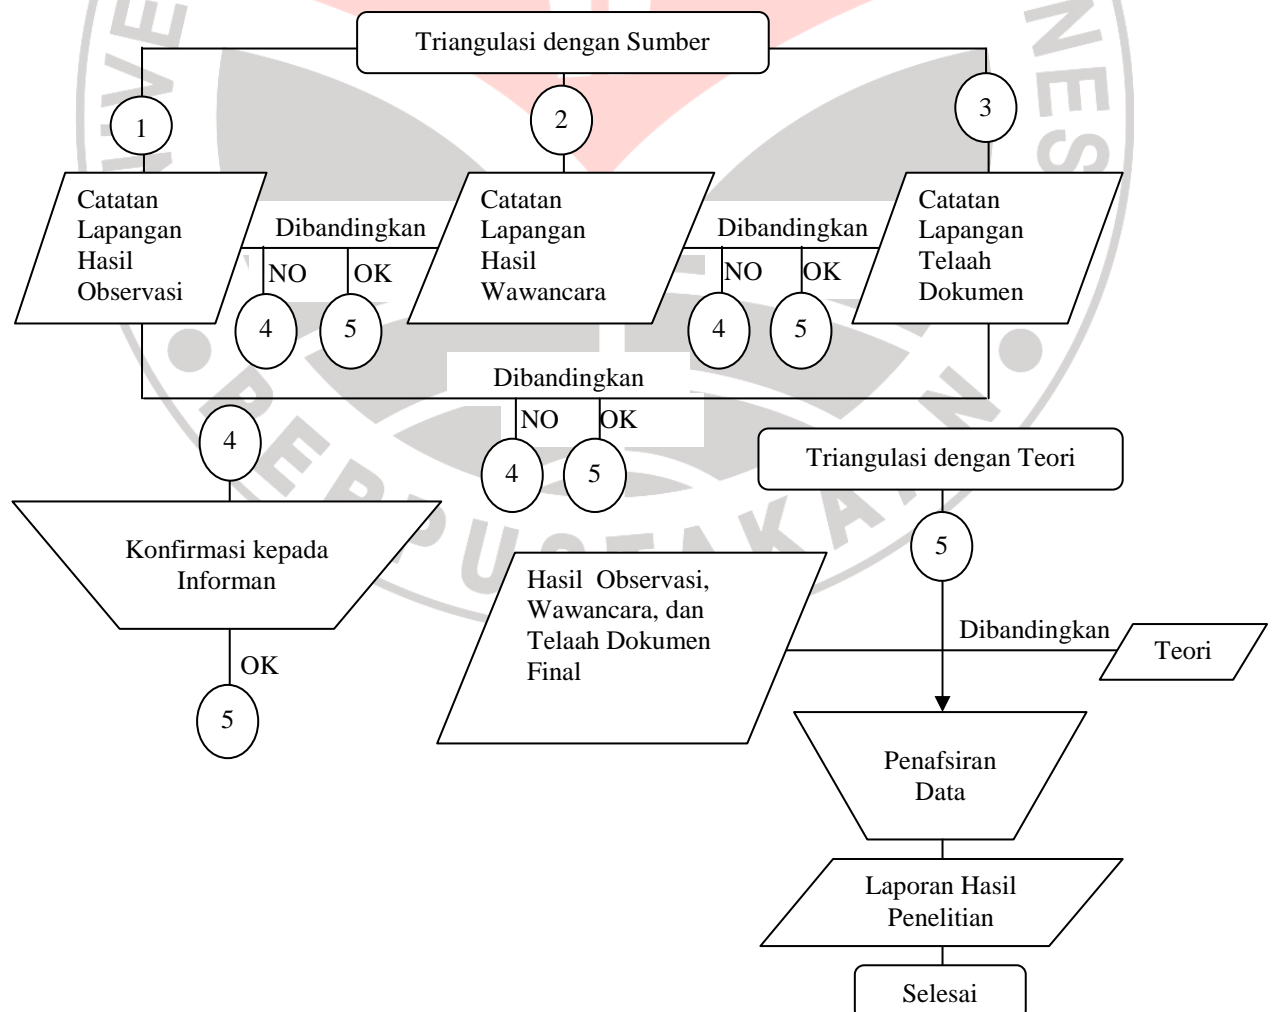 Triangulasi dengan Sumber
1
2
3
Catatan
Lapangan
Hasil
Observasi
Dibandingkan
NO
OK
4
5
Catatan
Lapangan
Hasil
Wawancara
Dibandingkan
NO
OK
4
5
Catatan
Lapangan
Telaah
Dokumen
Dibandingkan
NO
OK
4
5
4
Konfirmasi kepada
Informan
OK
5
Triangulasi dengan Teori
5
Hasil Observasi,
Wawancara, dan
Telaah Dokumen
Final
Dibandingkan
Teori
Penafsiran
Data
Laporan Hasil
Penelitian
Selesai
PERPUSTAKAAN